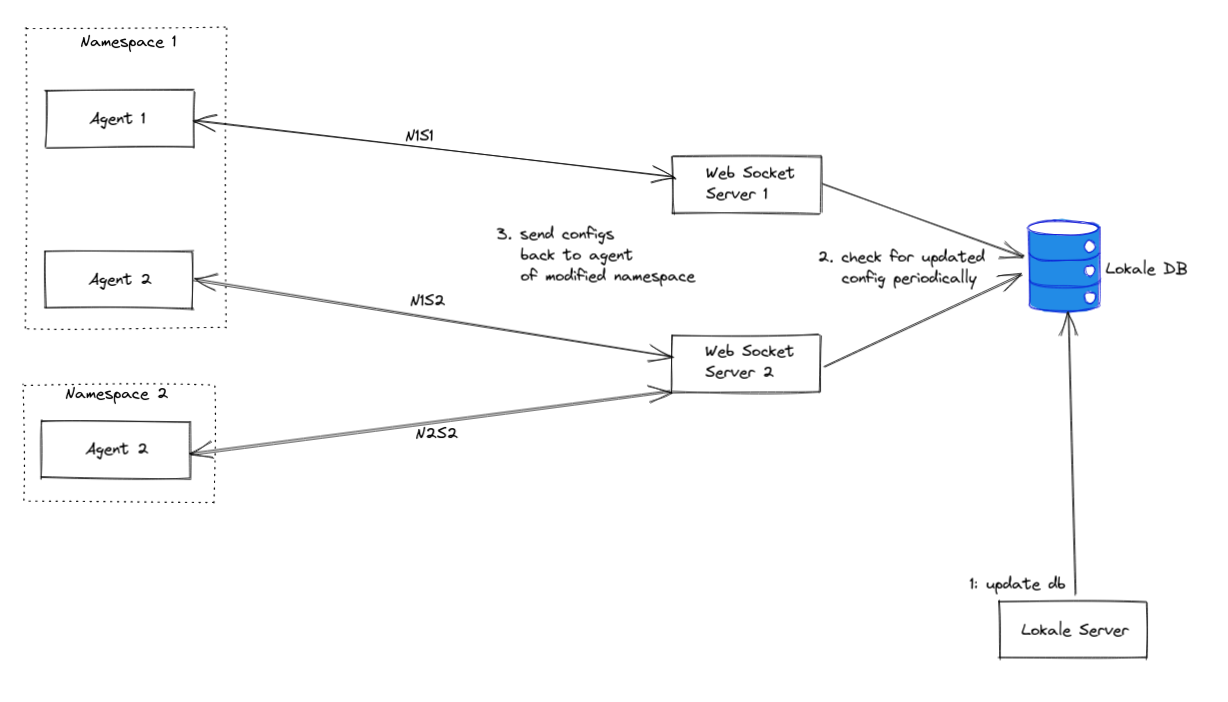 Namespace 1
Agent 1
N1S1
Web Socket
Server 1
3. send configs
back to agent
of modified namespace
2. check for updated
config periodically
Lokale DB
Agent 2
N1S2
Web Socket
Server 2
Namespace 2
Agent 2
N2S2
1: update db
Lokale Server